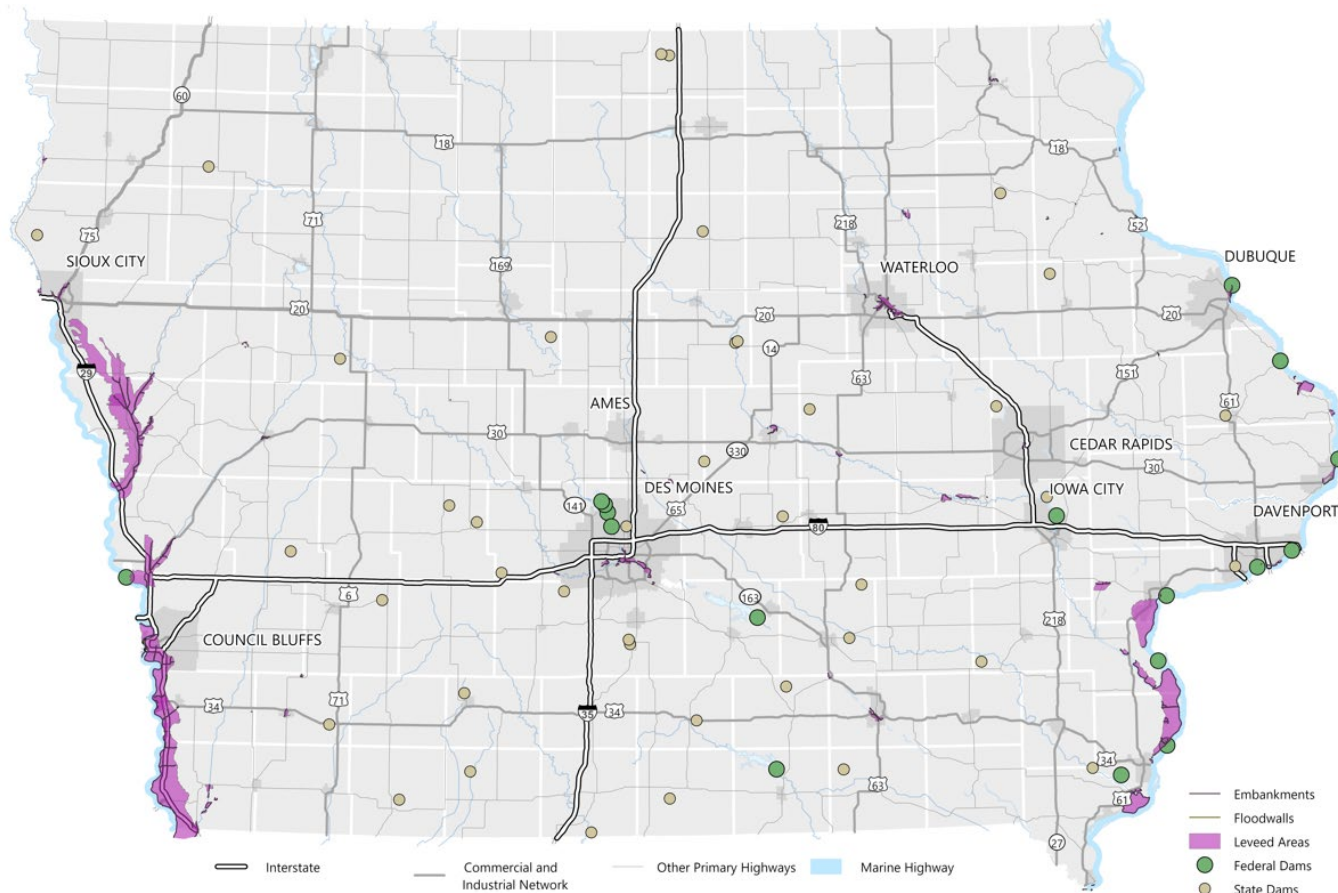 60
18
18
71
218
52
75
SIOUX CITY
169
WATERLOO
DUBUQUE
20
20
20
14
29
63
151
61
AMES
30
330
CEDAR RAPIDS
30
DES MOINES
IOWA CITY
141
65
DAVENPORT
80
6
163
218
COUNCIL BLUFFS
71
34
35
34
34
63
61
27
Embankments
Floodwalls
Leveed Areas
Federal Dams
State Dams
Interstate
Commercial and
Industrial Network
Other Primary Highways
Marine Highway